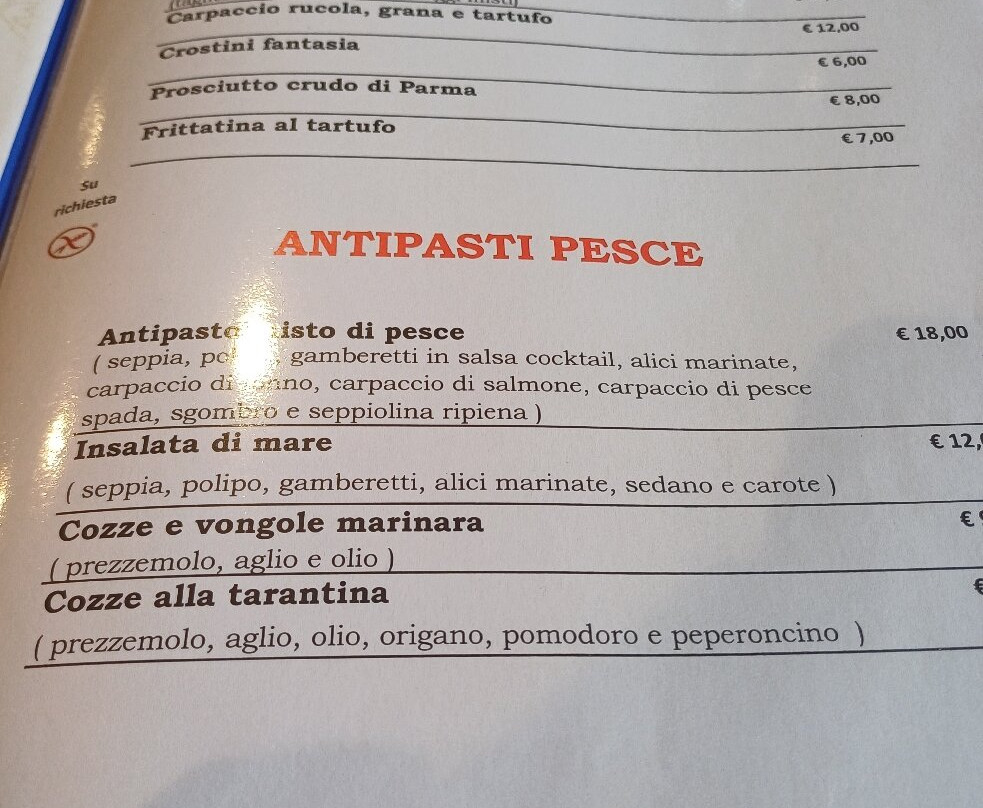 Carpaccio rucola, grana e tartufo € 12,00
Crostini fantasia € 6,00
Prosciutto crudo di Parma € 8,00
Frittatina al tartufo € 7,00
Su
richiesta
ANTIPASTI PESCE
Antipasto misto di pesce € 18,00
( seppia, gamberetti in salsa cocktail, alici marinate,
carpaccio di tonno, carpaccio di salmone, carpaccio di pesce
spada, sgombro e seppiolina ripiena )
Insalata di mare € 12,
( seppia, polipo, gamberetti, alici marinate, sedano e carote )
Cozze e vongole marinara €
( prezzemolo, aglio e olio )
Cozze alla tarantina €
( prezzemolo, aglio, olio, origano, pomodoro e peperoncino )